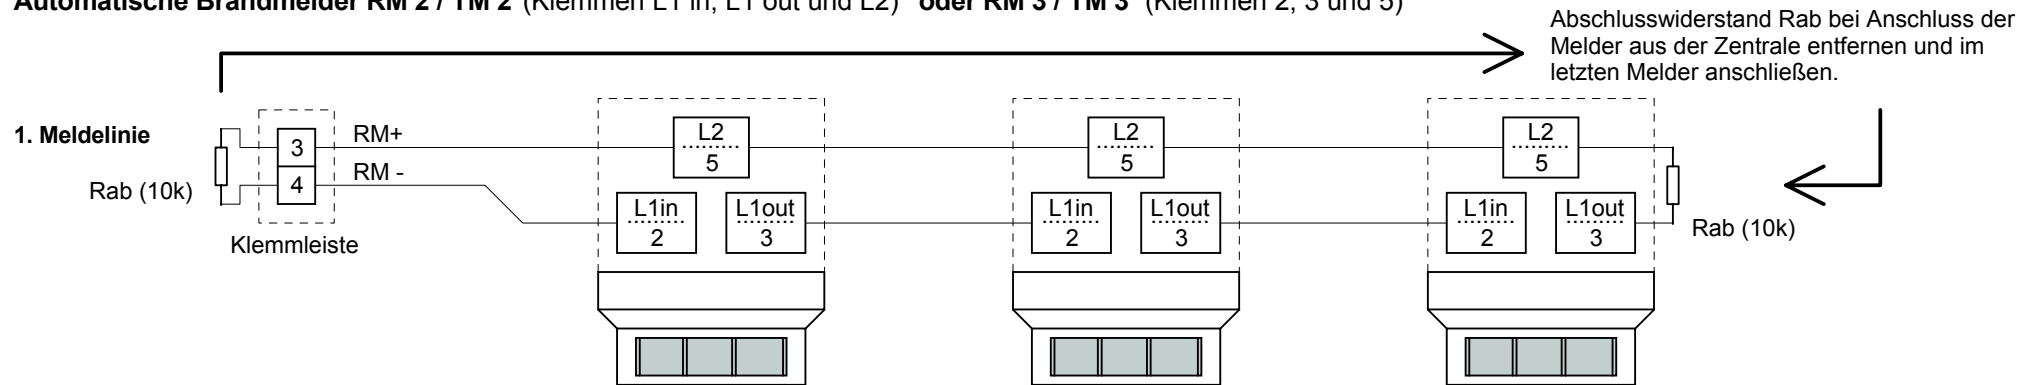 Automatische Brandmelder RM 2 / TM 2 (Klemmen L1 in, L1 out und L2) oder RM 3 / TM 3 (Klemmen 2, 3 und 5)
Abschlusswiderstand Rab bei Anschluss der
Melder aus der Zentrale entfernen und im
letzten Melder anschließen.
1. Meldelinie
Rab (10k)
3
4
RM+
RM -
Klemmleiste
L2
5
L1in
2
L1out
3
L2
5
L1in
2
L1out
3
L2
5
L1in
2
L1out
3
Rab (10k)